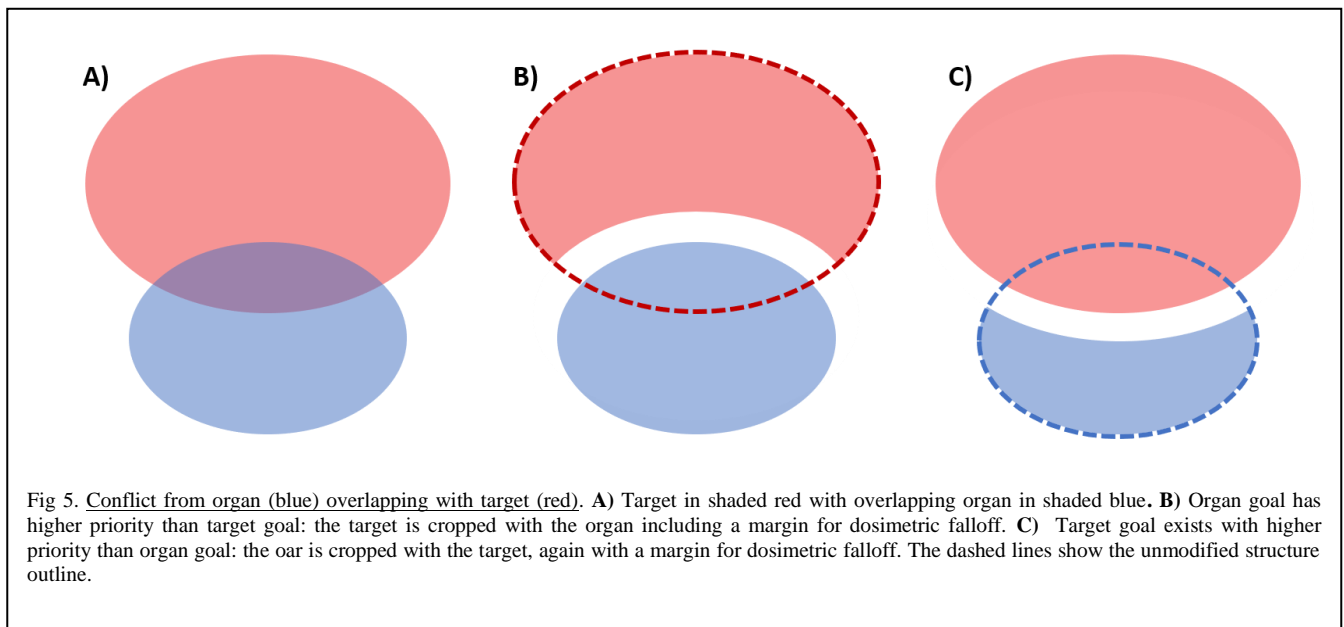 A)
B)
C)
Fig 5. Conflict from organ (blue) overlapping with target (red). A) Target in shaded red with overlapping organ in shaded blue. B) Organ goal has
higher priority than target goal: the target is cropped with the organ including a margin for dosimetric falloff. C) Target goal exists with higher
priority than organ goal: the oar is cropped with the target, again with a margin for dosimetric falloff. The dashed lines show the unmodified structure
outline.